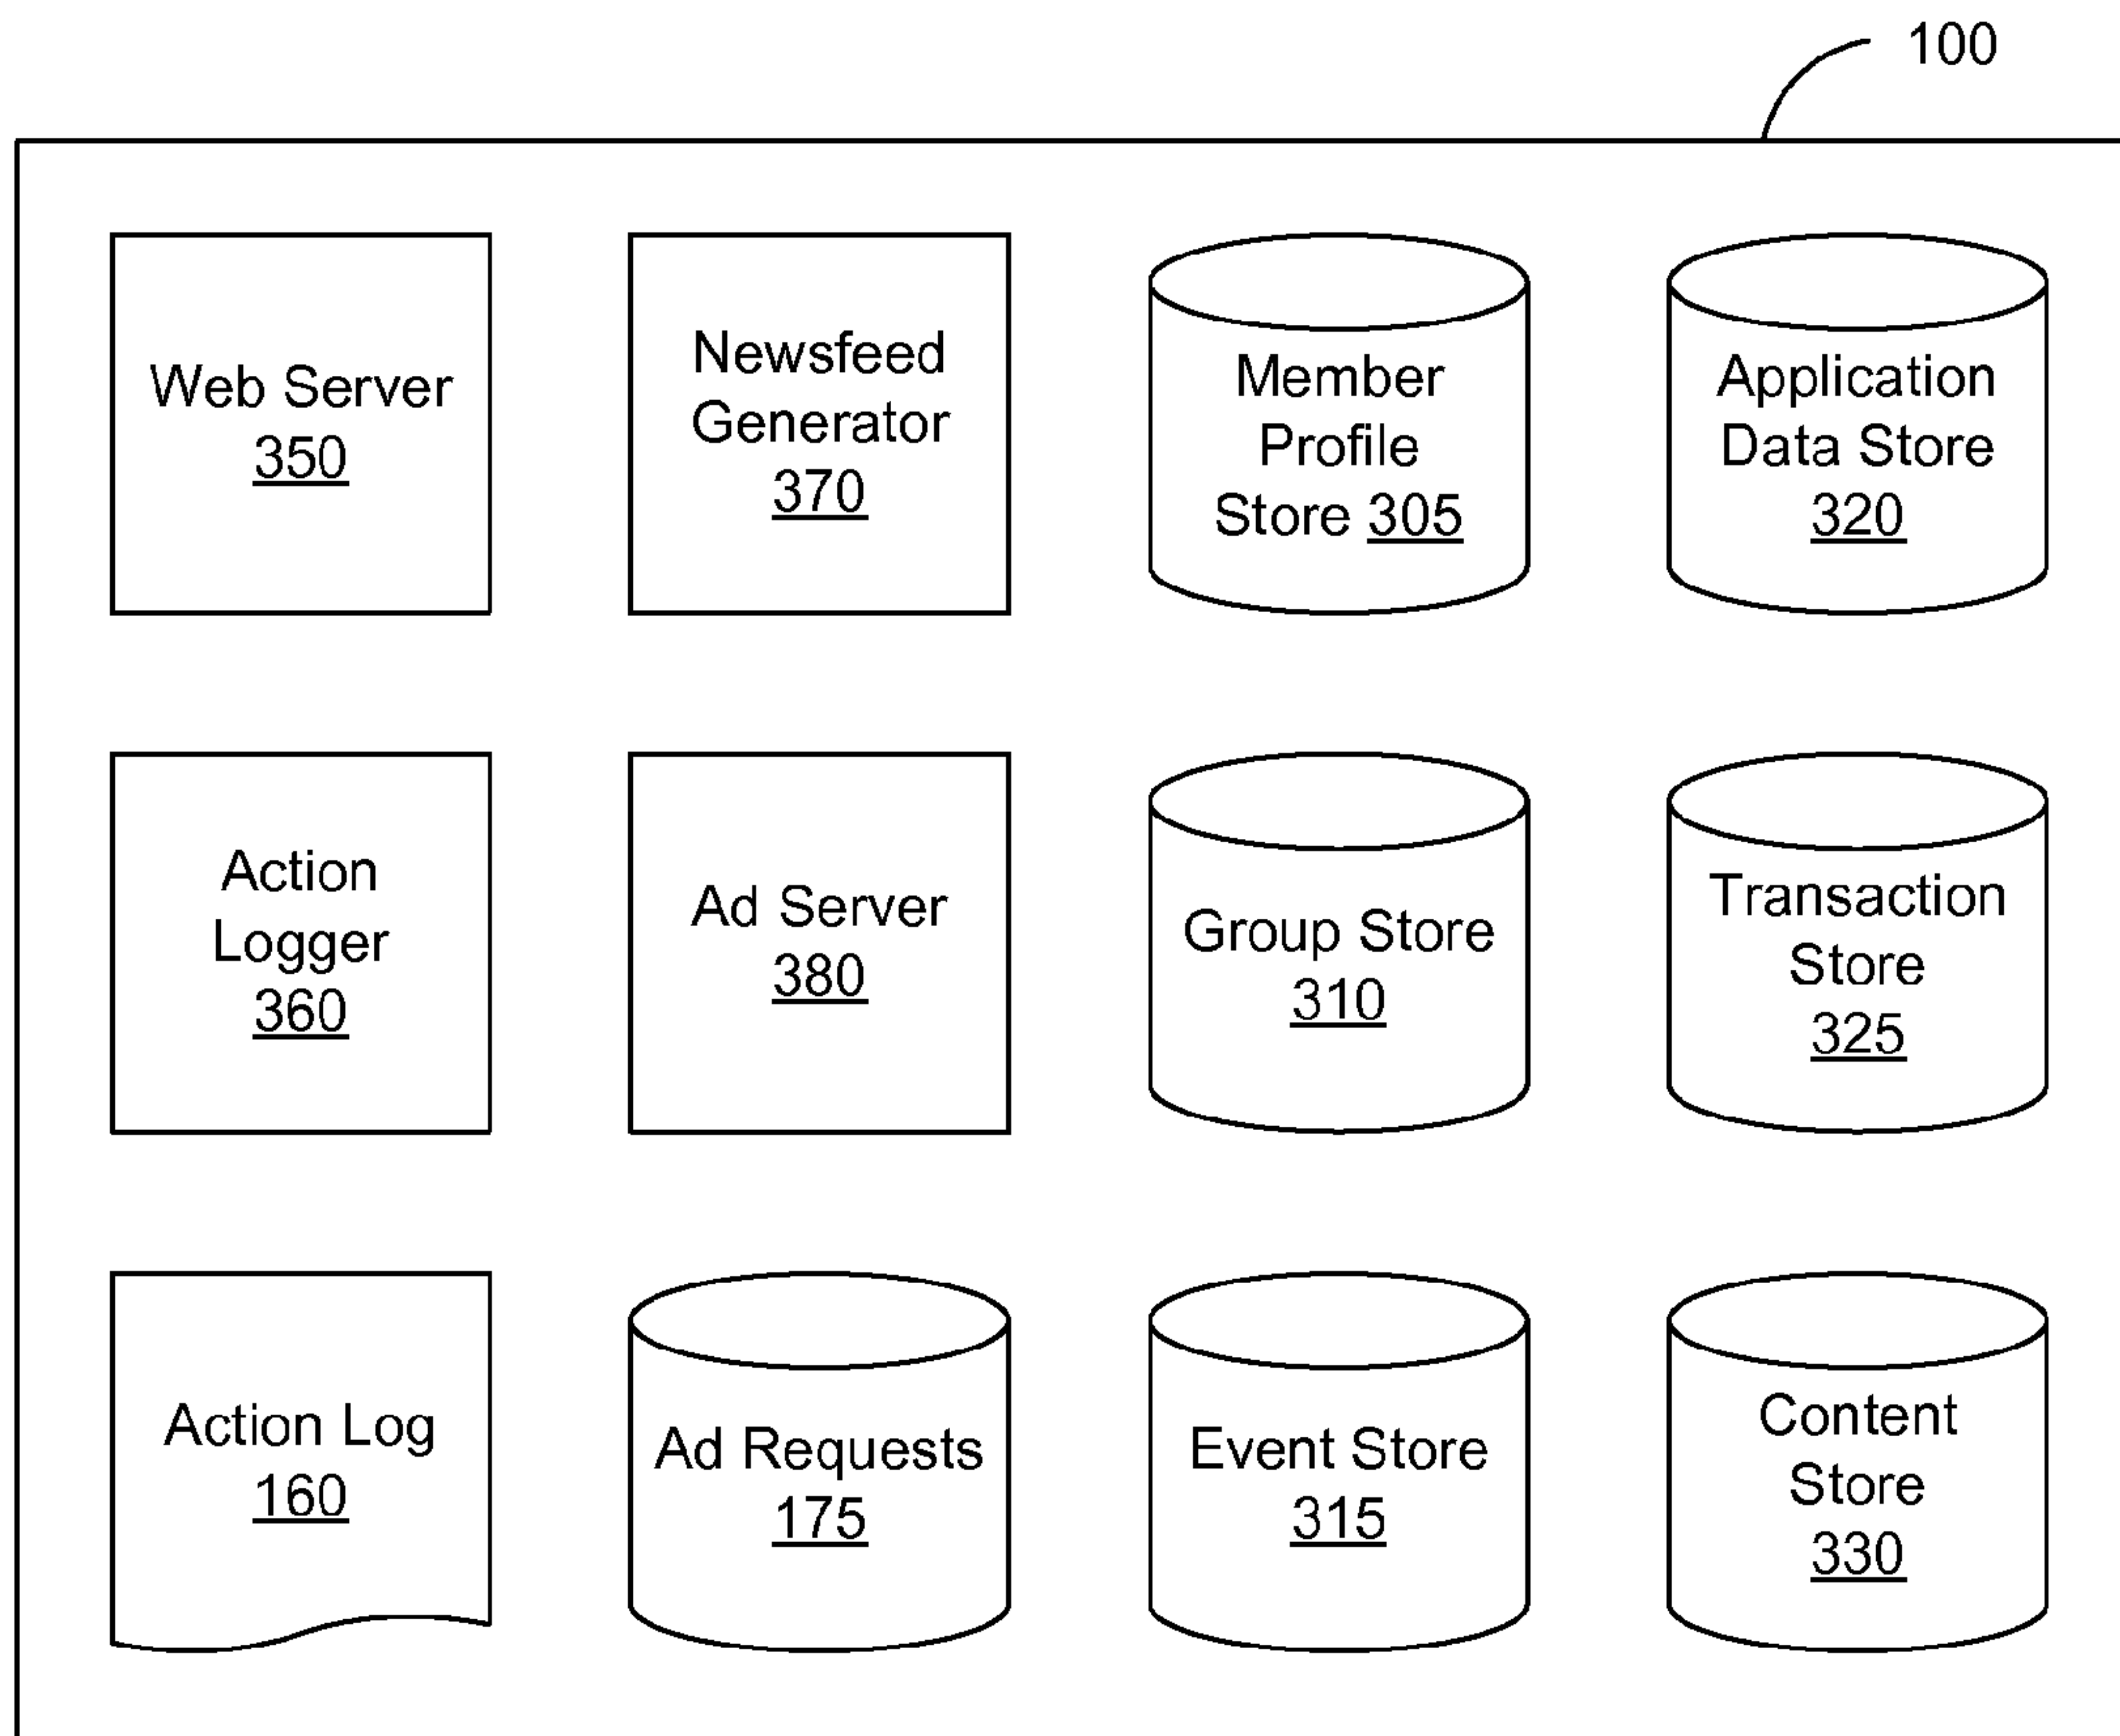 100
Web Server
350
Newsfeed
Generator
370
Member
Profile
Store 305
Application
Data Store
320
Action
Logger
360
Ad Server
380
Group Store
310
Transaction
Store
325
Action Log
160
Ad Requests
175
Event Store
315
Content
Store
330